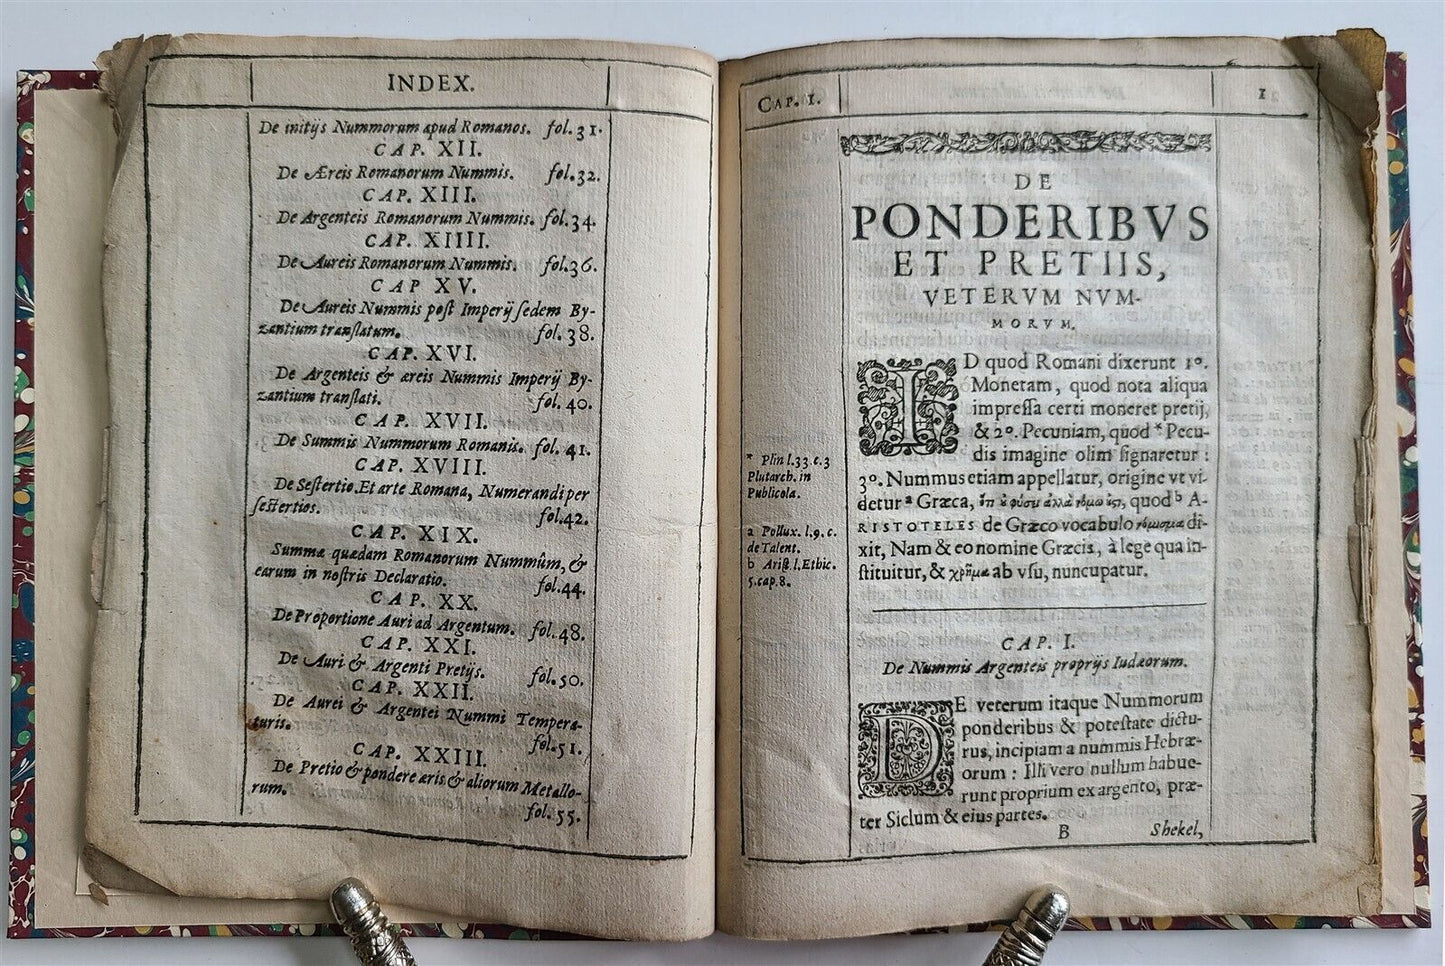 INDEX.
De initijs Nummorum apud Romanos. fol. 31.
CAP. XII.
De Æreis Romanorum Nummis. fol. 32.
CAP. XIII.
De Argenteis Romanorum Nummis. fol. 34.
CAP. XIIII.
De Aureis Romanorum Nummis. fol. 36.
CAP XV.
De Aureis Nummis post Imperij sedem By-
zantium translatum. fol. 38.
CAP. XVI.
De Argenteis & æreis Nummis Imperij By-
zantium translati. fol. 40.
CAP. XVII.
De Summis Nummorum Romanis. fol. 41.
CAP. XVIII.
De Sestertio. Et arte Romana, Numerandi per
sestertios. fol. 42.
CAP. XIX.
Summæ quædam Romanorum Nummûm, &
earum in nostris Declaratio. fol. 44.
CAP. XX.
De Proportione Auri ad Argentum. fol. 48.
CAP. XXI.
De Auri & Argenti Pretijs. fol. 50.
CAP. XXII.
De Aurei & Argentei Nummi Tempera-
turis. fol. 51.
CAP. XXIII.
De Pretio & pondere æris & aliorum Metallo-
rum. fol. 55.
CAP. I. 1
DE
PONDERIBVS
ET PRETIIS,
VETERVM NVM-
MORVM.
ID quod Romani dixerunt 1º.
Monetam, quod nota aliqua
impressa certi moneret pretij,
& 2º. Pecuniam, quod * Pecu-
dis imagine olim signaretur :
3º. Nummus etiam appellatur, origine vt vi-
detur ª Græca, quod ᵇ A-
RISTOTELES de Græco vocabulo νόμισμα di-
xit, Nam & eo nomine Græcis, à lege qua in-
stituitur, & χρῆμα ab vsu, nuncupatur.
* Plin l. 33. c. 3
Plutarch. in
Publicola.
a Pollux. l. 9. c.
de Talent.
b Arist. l. Ethic.
5. cap. 8.
CAP. I.
De Nummis Argenteis proprijs Iudæorum.
DE veterum itaque Nummorum
ponderibus & potestate dictu-
rus, incipiam a nummis Hebræ-
orum : Illi vero nullum habue-
runt proprium ex argento, præ-
ter Siclum & eius partes.
B Shekel,